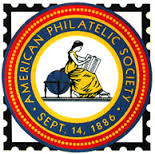 AMERICAN PHILATELIC SOCIETY
SEPT. 14, 1886